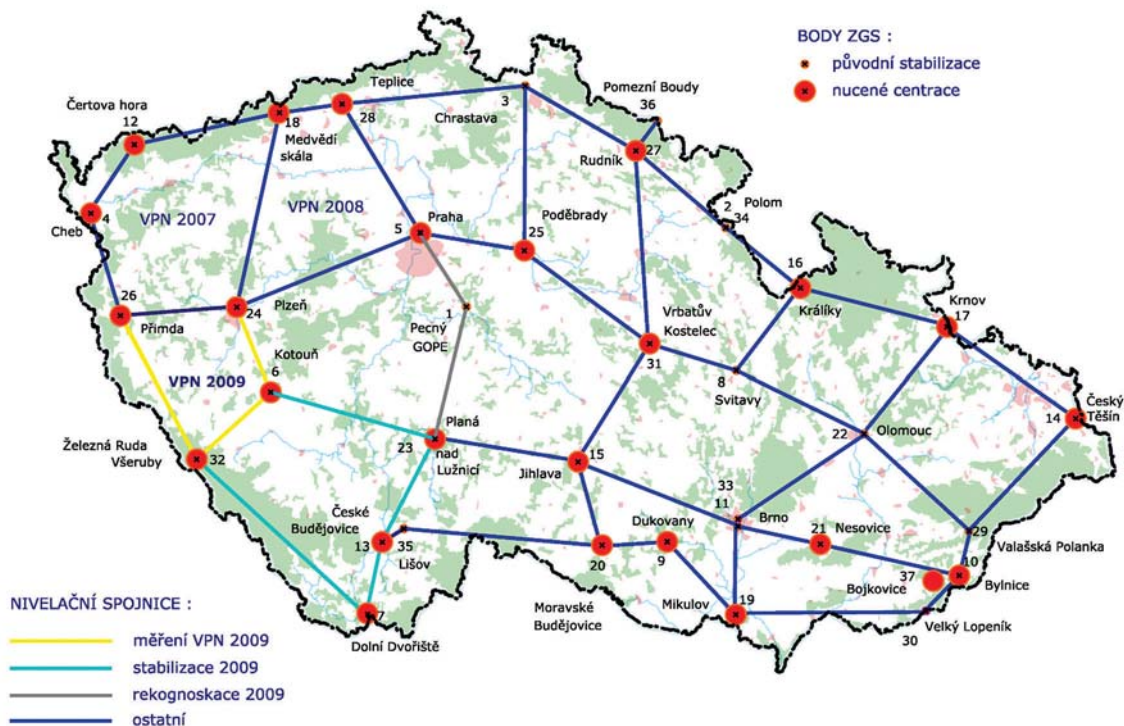 BODY ZGS :
původní stabilizace
nucené centrace
Teplice
Pomezní Boudy
36
Čertova hora
12
3
Chrastava
18
28
Medvědí
skála
Rudník
27
2
34
Polom
4
Cheb
VPN 2007
VPN 2008
Praha
5
Poděbrady
25
16
Králíky
Krnov
17
26
Přimda
24
Plzeň
1
Pecný
GOPE
Vrbatův
Kostelec
31
Kotouň
6
VPN 2009
8
Svitavy
Český
Těšín
14
Planá
nad
Lužnicí
23
22
Olomouc
Železná Ruda
Všeruby
32
Jihlava
15
33
11
Brno
České
Budějovice
13
35
Lišov
Dukovany
9
20
21
Nesovice
29
Valašská Polanka
10
Bylnice
37
Bojkovice
NIVELAČNÍ SPOJNICE :
Moravské
Budějovice
Mikulov
19
Velký Lopeník
30
7
Dolní Dvořiště
měření VPN 2009
stabilizace 2009
rekognoskace 2009
ostatní